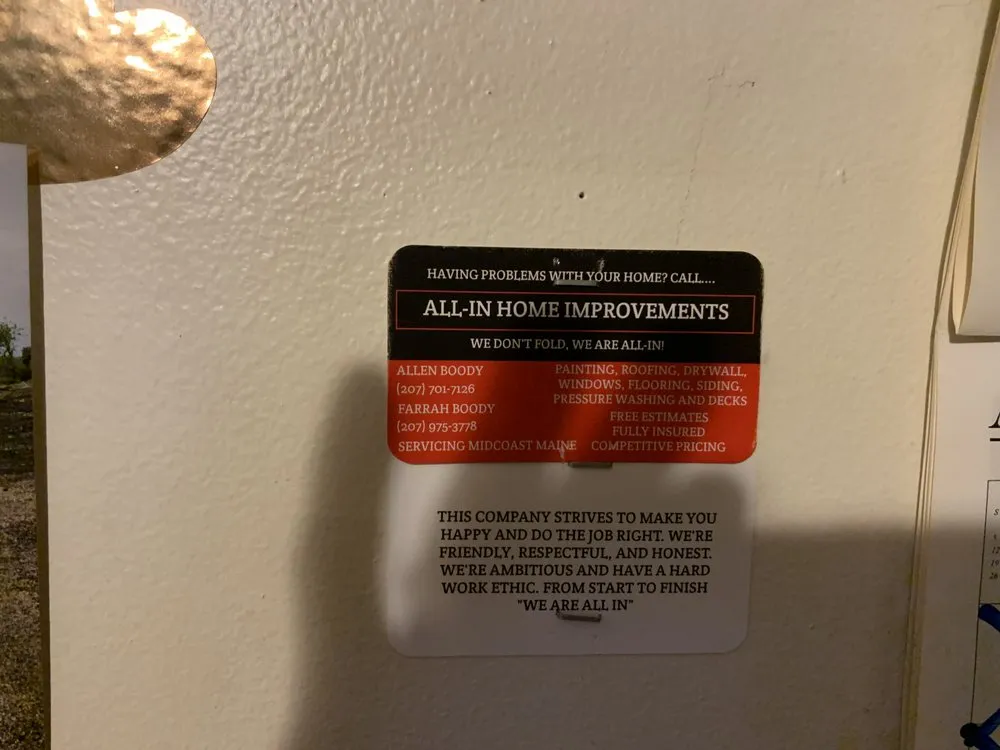 HAVING PROBLEMS WITH YOUR HOME? CALL....
ALL-IN HOME IMPROVEMENTS
WE DON'T FOLD, WE ARE ALL-IN!
ALLEN BOODY
(207) 701-7126
FARRAH BOODY
(207) 975-3778
SERVICING MIDCOAST MAINE
PAINTING, ROOFING, DRYWALL,
WINDOWS, FLOORING, SIDING,
PRESSURE WASHING AND DECKS
FREE ESTIMATES
FULLY INSURED
COMPETITIVE PRICING
THIS COMPANY STRIVES TO MAKE YOU
HAPPY AND DO THE JOB RIGHT. WE'RE
FRIENDLY, RESPECTFUL, AND HONEST.
WE'RE AMBITIOUS AND HAVE A HARD
WORK ETHIC. FROM START TO FINISH
"WE ARE ALL IN"